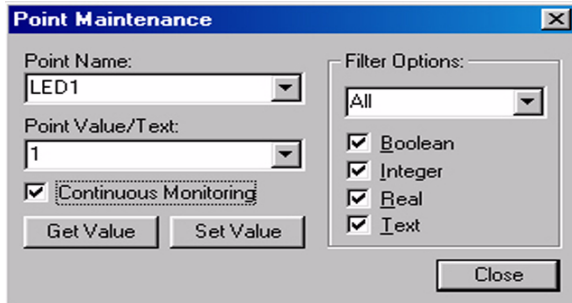 Point Maintenance
Point Name:
LED1
Point Value/Text:
1
Continuous Monitoring
Get Value
Set Value
Filter Options:
All
Boolean
Integer
Real
Text
Close